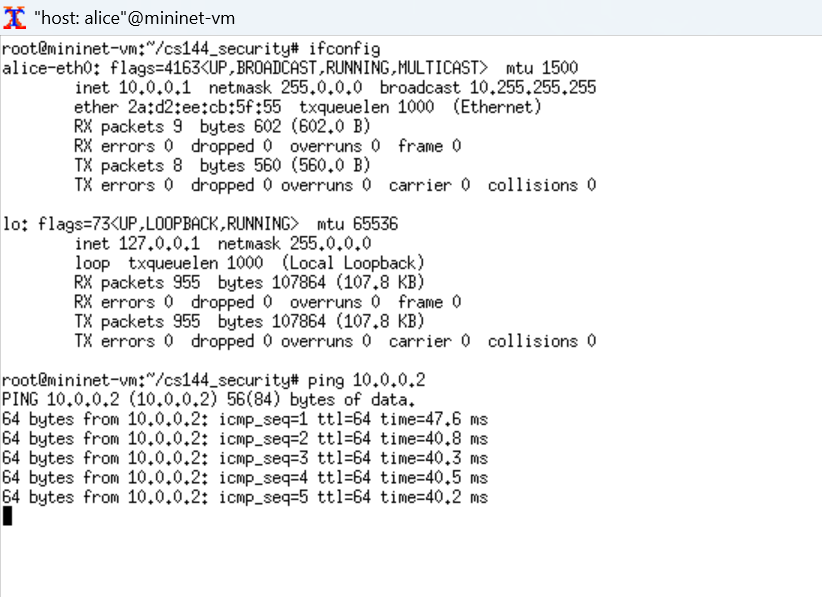 "host: alice"@mininet-vm
root@mininet-vm:~/cs144_security# ifconfig
alice-eth0: flags=4163<UP,BROADCAST,RUNNING,MULTICAST>  mtu 1500
        inet 10.0.0.1  netmask 255.0.0.0  broadcast 10.255.255.255
        ether 2a:d2:ee:cb:5f:55  txqueuelen 1000  (Ethernet)
        RX packets 9  bytes 602 (602.0 B)
        RX errors 0  dropped 0  overruns 0  frame 0
        TX packets 8  bytes 560 (560.0 B)
        TX errors 0  dropped 0 overruns 0  carrier 0  collisions 0

lo: flags=73<UP,LOOPBACK,RUNNING>  mtu 65536
        inet 127.0.0.1  netmask 255.0.0.0
        loop  txqueuelen 1000  (Local Loopback)
        RX packets 955  bytes 107864 (107.8 KB)
        RX errors 0  dropped 0  overruns 0  frame 0
        TX packets 955  bytes 107864 (107.8 KB)
        TX errors 0  dropped 0 overruns 0  carrier 0  collisions 0

root@mininet-vm:~/cs144_security# ping 10.0.0.2
PING 10.0.0.2 (10.0.0.2) 56(84) bytes of data.
64 bytes from 10.0.0.2: icmp_seq=1 ttl=64 time=47.6 ms
64 bytes from 10.0.0.2: icmp_seq=2 ttl=64 time=40.8 ms
64 bytes from 10.0.0.2: icmp_seq=3 ttl=64 time=40.3 ms
64 bytes from 10.0.0.2: icmp_seq=4 ttl=64 time=40.5 ms
64 bytes from 10.0.0.2: icmp_seq=5 ttl=64 time=40.2 ms